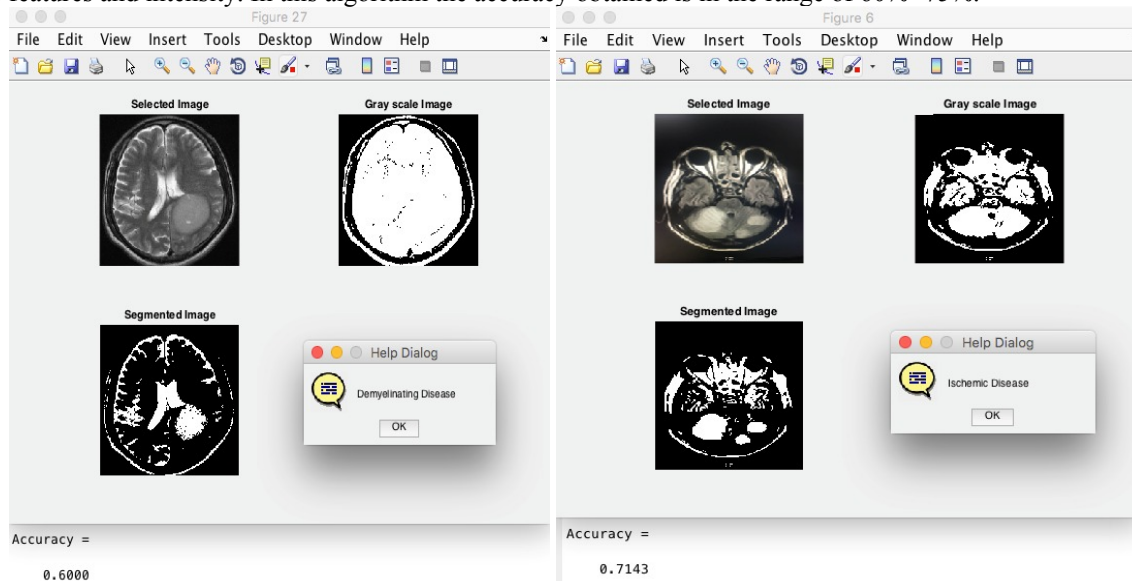 features and intensity. In this algorithm the accuracy obtained is in the range of 60%-75%.
Figure 27
File Edit View Insert Tools Desktop Window Help
Selected Image
Gray scale Image
Segmented Image
Help Dialog
Demyelinating Disease
OK
Accuracy =
0.6000
Figure 6
File Edit View Insert Tools Desktop Window Help
Selected Image
Gray scale Image
Segmented Image
Help Dialog
Ischemic Disease
OK
Accuracy =
0.7143